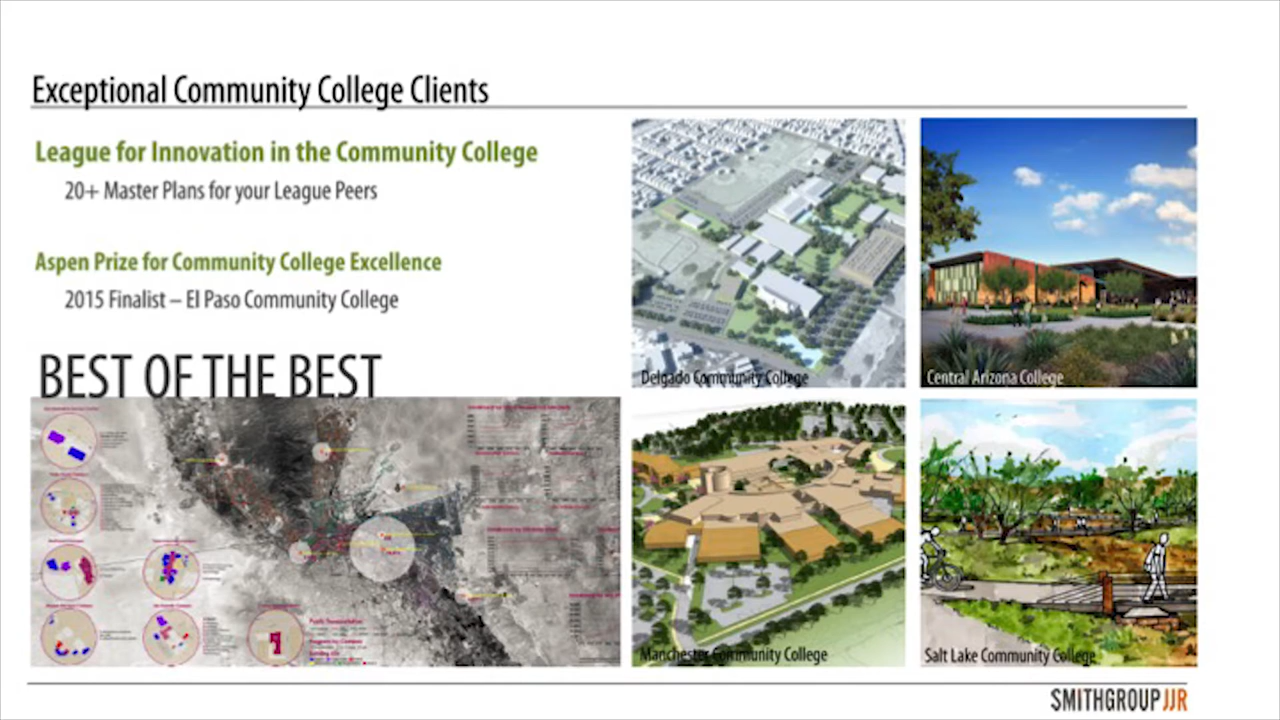 Exceptional Community College Clients
League for Innovation in the Community College
20+ Master Plans for your League Peers
Aspen Prize for Community College Excellence
2015 Finalist – El Paso Community College
BEST OF THE BEST
Delgado Community College
Central Arizona College
Public Transportation
Manchester Community College
Salt Lake Community College
SMITHGROUPJJR